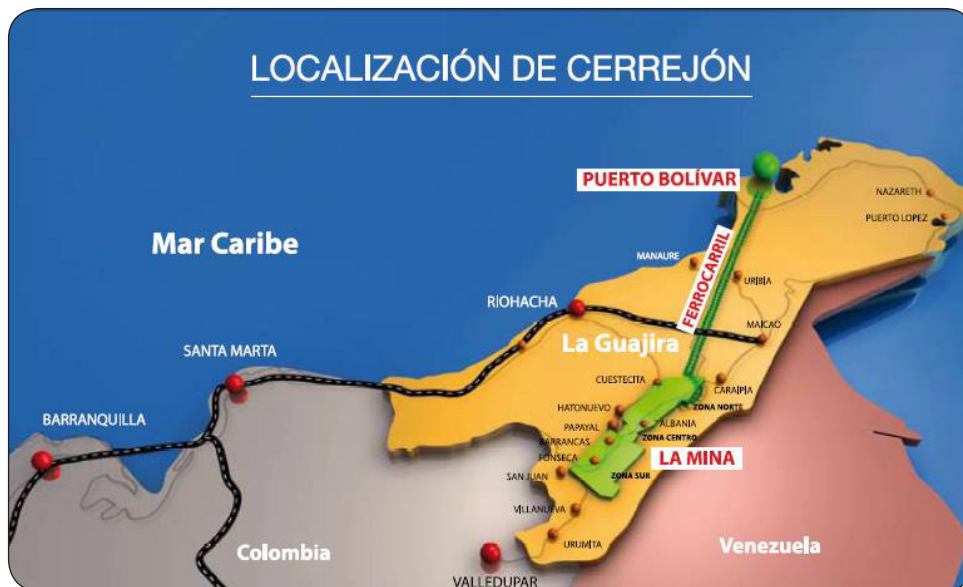 LOCALIZACIÓN DE CERREJÓN
PUERTO BOLÍVAR
NAZARETH
PUERTO LOPEZ
Mar Caribe
MANAURE
URIBIA
FERROCARRIL
RIOHACHA
MAICAO
La Guajira
SANTA MARTA
CUESTECITA
CARAIPIA
ZONA NORTE
BARRANQUILLA
HATONUEVO
PAPAYAL
ALBANIA
BARRANCAS
ZONA CENTRO
FONSECA
LA MINA
SAN JUAN
ZONA SUR
VILLANUEVA
URUMITA
Colombia
Venezuela
VALLEDUPAR